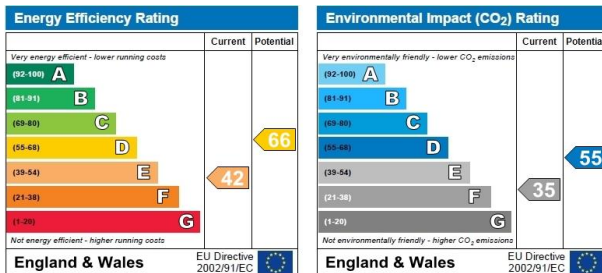 Energy Efficiency Rating
Current Potential
Very energy efficient - lower running costs
(92-100) A
(81-91) B
(69-80) C
(55-68) D
66
(39-54) E
42
(21-38) F
(1-20) G
Not energy efficient - higher running costs
England & Wales
EU Directive
2002/91/EC
Environmental Impact (CO2) Rating
Current Potential
Very environmentally friendly - lower CO2 emissions
(92-100) A
(81-91) B
(69-80) C
(55-68) D
55
(39-54) E
(21-38) F
35
(1-20) G
Not environmentally friendly - higher CO2 emissions
England & Wales
EU Directive
2002/91/EC